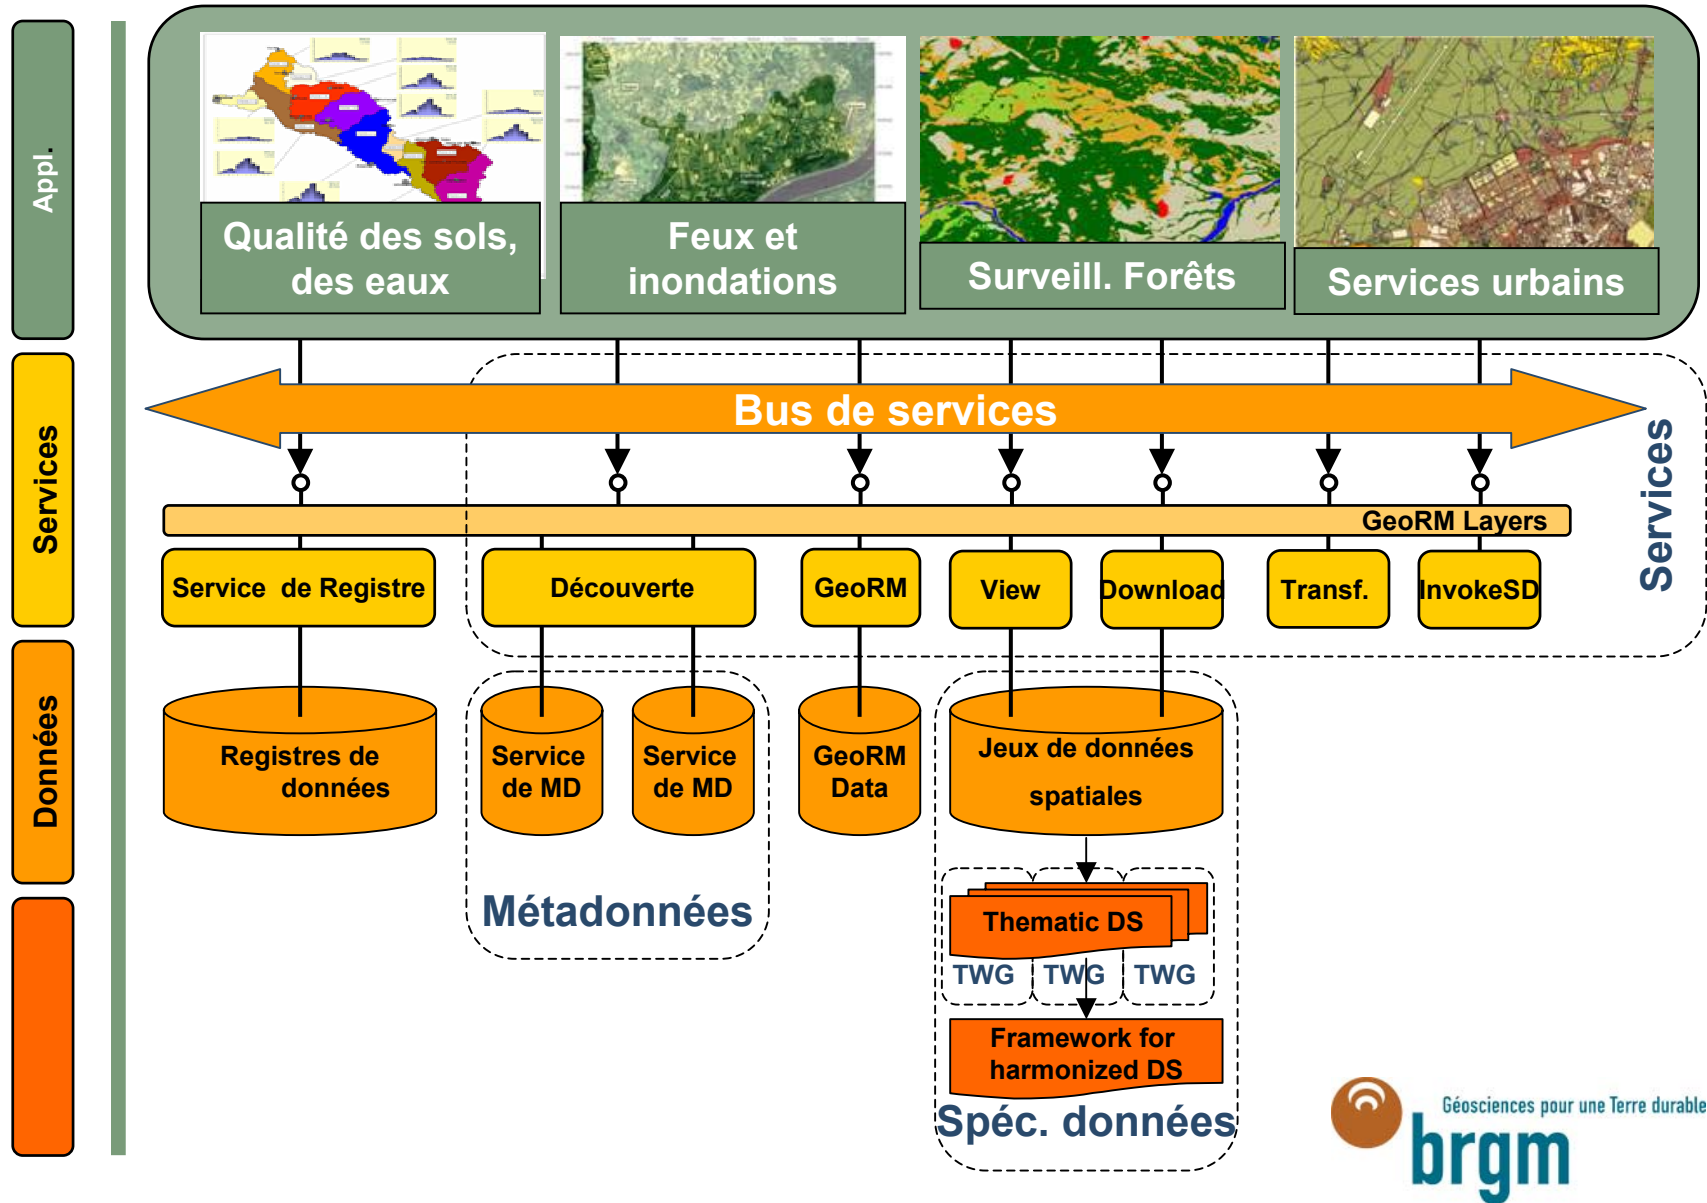 Appl.
Qualité des sols,
des eaux
Feux et
inondations
Surveill. Forêts
Services urbains
Services
Bus de services
Services
GeoRM Layers
Service de Registre
Découverte
GeoRM
View
Download
Transf.
InvokeSD
Données
Registres de
données
Service
de MD
Service
de MD
GeoRM
Data
Jeux de données
spatiales
Métadonnées
Thematic DS
TWG
TWG
TWG
Framework for
harmonized DS
Spéc. données
Géosciences pour une Terre durable
brgm